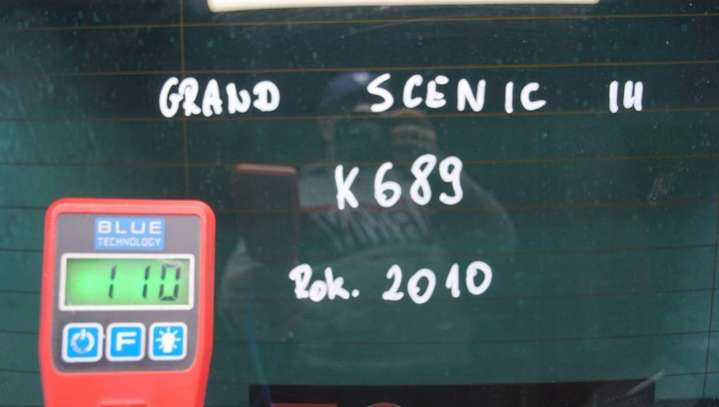 GRAND SCENIC III
K689
Rok. 2010
BLUE
TECHNOLOGY
110
F